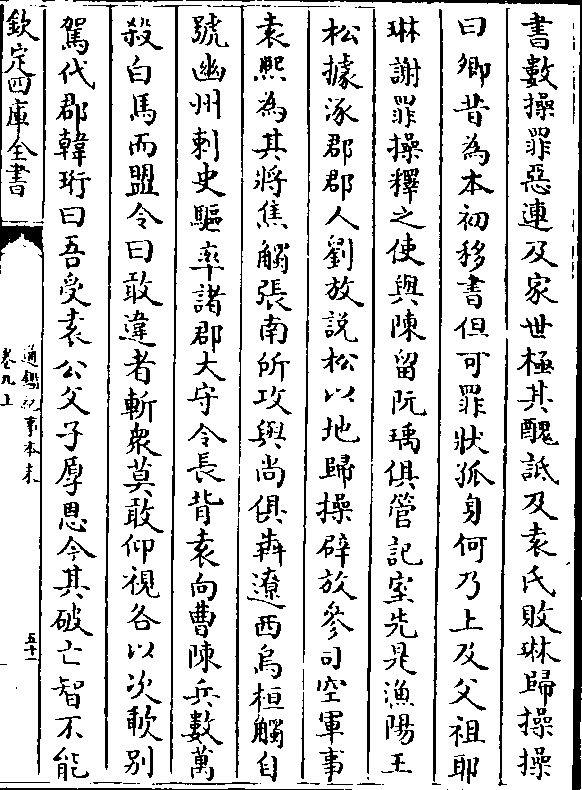 書數操罪惡連及家世極其醜詆及袁氏敗琳歸操操
曰卿昔為本初移書但可罪狀孤身何乃上及父祖耶
琳謝罪操釋之使與陳留阮瑀俱管記室先是漁陽王
松據涿郡郡人劉放說松以地歸操辟放參司空軍事
袁熙為其將焦觸張南所攻與尚俱犇遼西烏桓觸自
號幽州刺史驅率諸郡大守令長背袁向曹陳兵數萬
殺白馬而盟令曰敢違者斬衆莫敢仰視各以次歃別
駕代郡韓珩曰吾受袁公父子厚恩今其破亡智不能
欽定四庫全書
通鑑紀事本末
卷九上
五十一